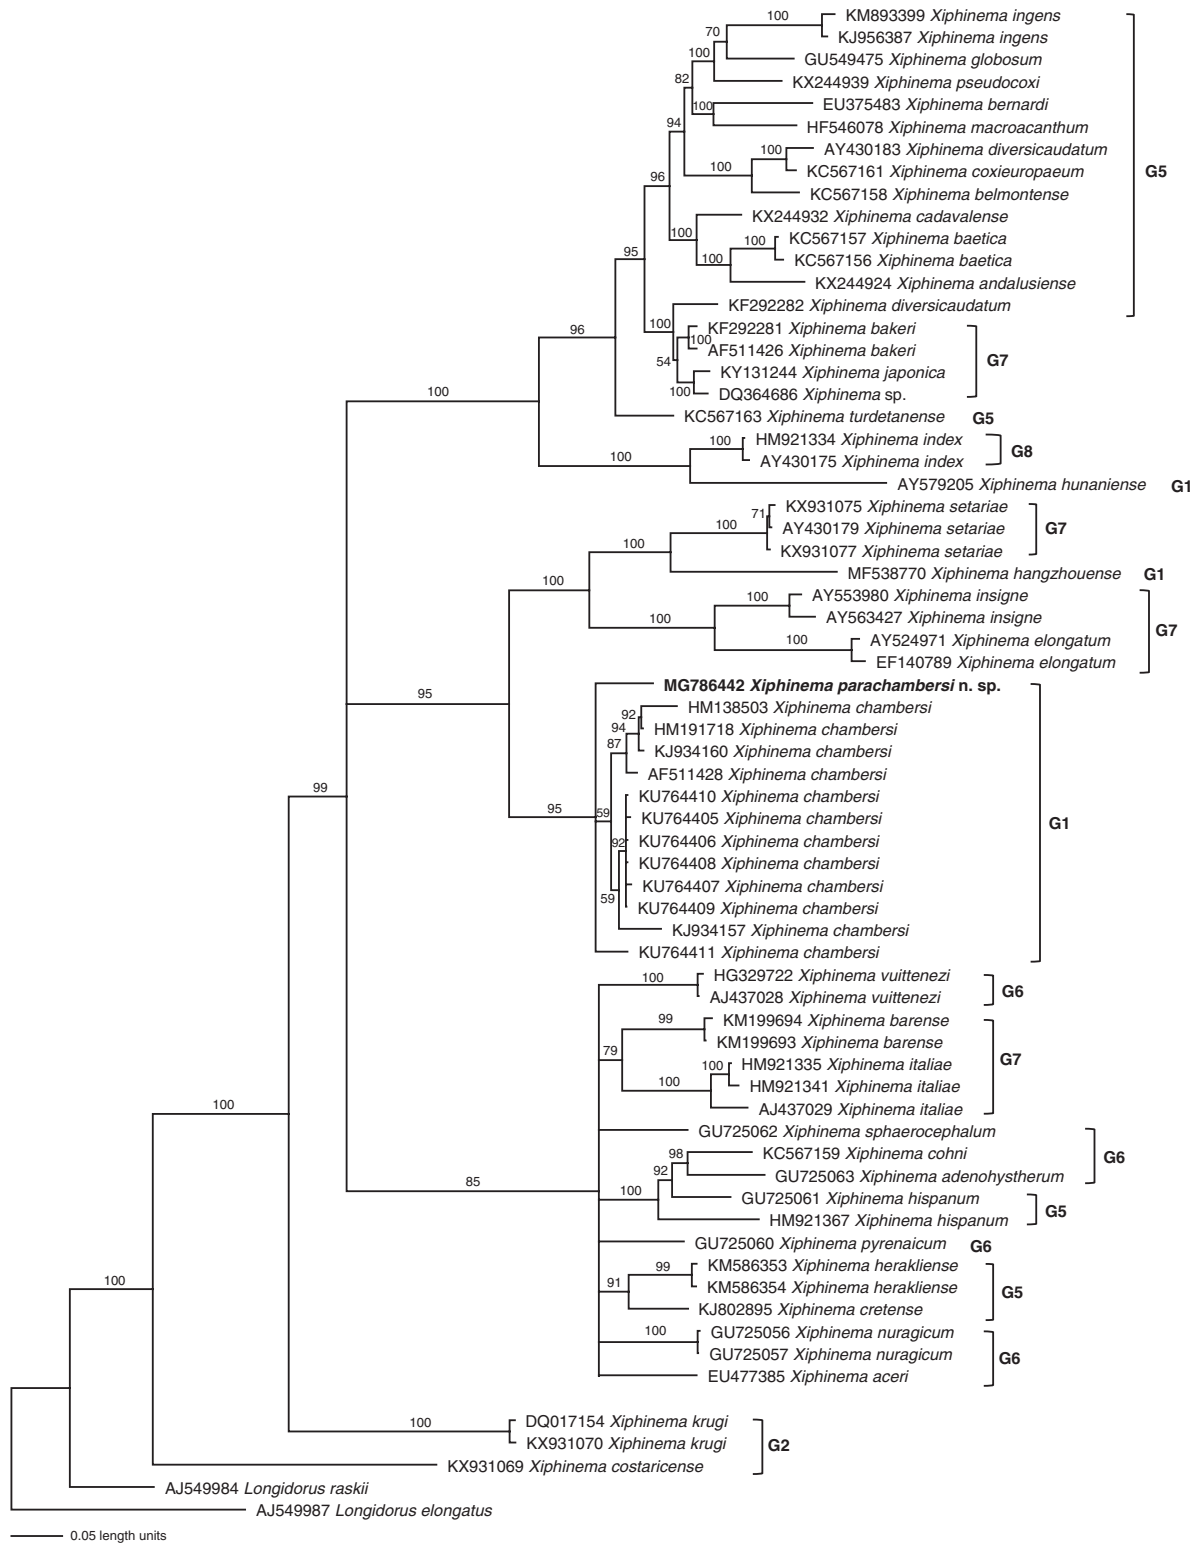 100
KM893399 Xiphinema ingens
KJ956387 Xiphinema ingens
70
GU549475 Xiphinema globosum
100
KX244939 Xiphinema pseudocoxi
82
EU375483 Xiphinema bernardi
100
HF546078 Xiphinema macroacanthum
94
AY430183 Xiphinema diversicaudatum
100
KC567161 Xiphinema coxieuropaeum
G5
100
KC567158 Xiphinema belmontense
96
KX244932 Xiphinema cadavalense
100
KC567157 Xiphinema baetica
100
KC567156 Xiphinema baetica
100
KX244924 Xiphinema andalusiense
95
KF292282 Xiphinema diversicaudatum
100
KF292281 Xiphinema bakeri
100
AF511426 Xiphinema bakeri
G7
54
KY131244 Xiphinema japonica
100
DQ364686 Xiphinema sp.
96
KC567163 Xiphinema turdetanense G5
100
HM921334 Xiphinema index
100
AY430175 Xiphinema index
G8
100
AY579205 Xiphinema hunaniense G1
KX931075 Xiphinema setariae
71
AY430179 Xiphinema setariae
G7
100
KX931077 Xiphinema setariae
100
MF538770 Xiphinema hangzhouense G1
100
AY553980 Xiphinema insigne
100
AY563427 Xiphinema insigne
G7
100
AY524971 Xiphinema elongatum
100
EF140789 Xiphinema elongatum
95
MG786442 Xiphinema parachambersi n. sp.
HM138503 Xiphinema chambersi
92
HM191718 Xiphinema chambersi
94
KJ934160 Xiphinema chambersi
87
AF511428 Xiphinema chambersi
KU764410 Xiphinema chambersi
95
59
KU764405 Xiphinema chambersi
G1
KU764406 Xiphinema chambersi
92
KU764408 Xiphinema chambersi
KU764407 Xiphinema chambersi
59
KU764409 Xiphinema chambersi
KJ934157 Xiphinema chambersi
KU764411 Xiphinema chambersi
99
100
HG329722 Xiphinema vuittenezi
AJ437028 Xiphinema vuittenezi
G6
99
KM199694 Xiphinema barense
KM199693 Xiphinema barense
79
G7
100
HM921335 Xiphinema italiae
100
HM921341 Xiphinema italiae
AJ437029 Xiphinema italiae
100
GU725062 Xiphinema sphaerocephalum
98
KC567159 Xiphinema cohni
G6
92
GU725063 Xiphinema adenohystherum
85
100
GU725061 Xiphinema hispanum
G5
HM921367 Xiphinema hispanum
GU725060 Xiphinema pyrenaicum G6
99
KM586353 Xiphinema herakliense
91
KM586354 Xiphinema herakliense
G5
KJ802895 Xiphinema cretense
100
100
GU725056 Xiphinema nuragicum
GU725057 Xiphinema nuragicum
G6
EU477385 Xiphinema aceri
100
DQ017154 Xiphinema krugi
KX931070 Xiphinema krugi
G2
KX931069 Xiphinema costaricense
AJ549984 Longidorus raskii
AJ549987 Longidorus elongatus
0.05 length units